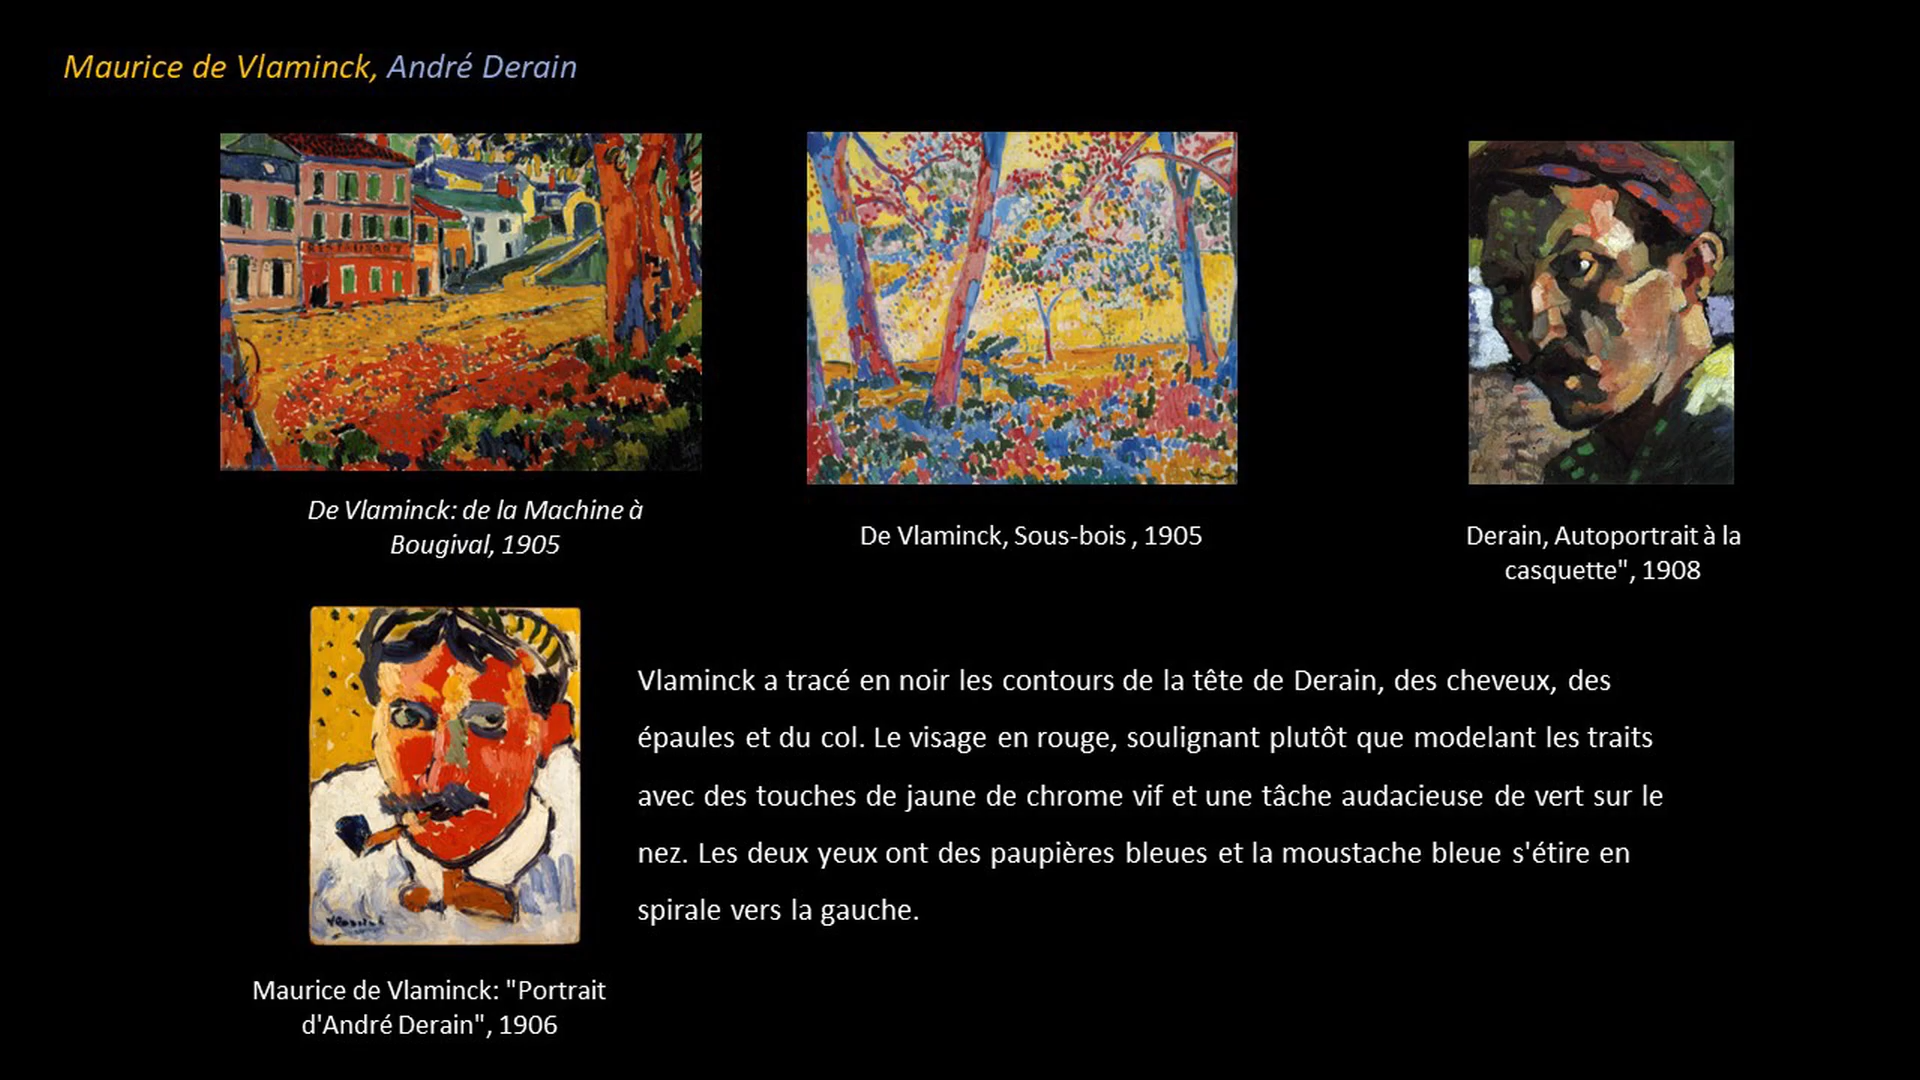 Maurice de Vlaminck, André Derain
RESTAURANT
De Vlaminck: de la Machine à
Bougival, 1905
De Vlaminck, Sous-bois , 1905
Derain, Autoportrait à la
casquette", 1908
Vlaminck a tracé en noir les contours de la tête de Derain, des cheveux, des
épaules et du col. Le visage en rouge, soulignant plutôt que modelant les traits
avec des touches de jaune de chrome vif et une tâche audacieuse de vert sur le
nez. Les deux yeux ont des paupières bleues et la moustache bleue s'étire en
spirale vers la gauche.
Vlaminck
Maurice de Vlaminck: "Portrait
d'André Derain", 1906